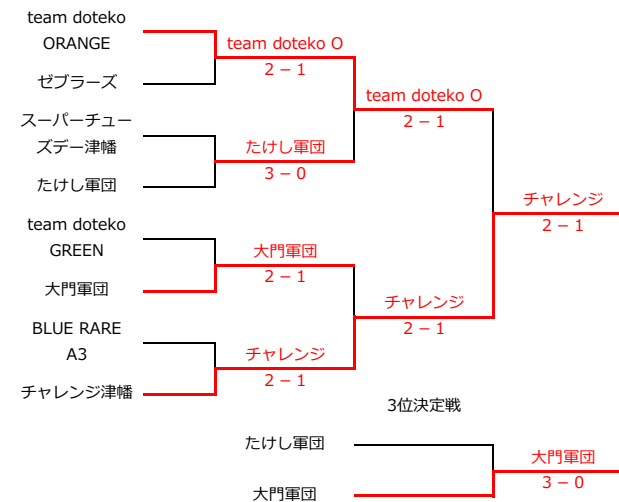 team doteko
ORANGE
ゼブラーズ
スーパーチュー
ズデー津幡
たけし軍団
team doteko
GREEN
大門軍団
BLUE RARE
A3
チャレンジ津幡
team doteko O
2 − 1
たけし軍団
3 − 0
大門軍団
2 − 1
チャレンジ
2 − 1
team doteko O
2 − 1
チャレンジ
2 − 1
チャレンジ
2 − 1
3位決定戦
たけし軍団
大門軍団
大門軍団
3 − 0